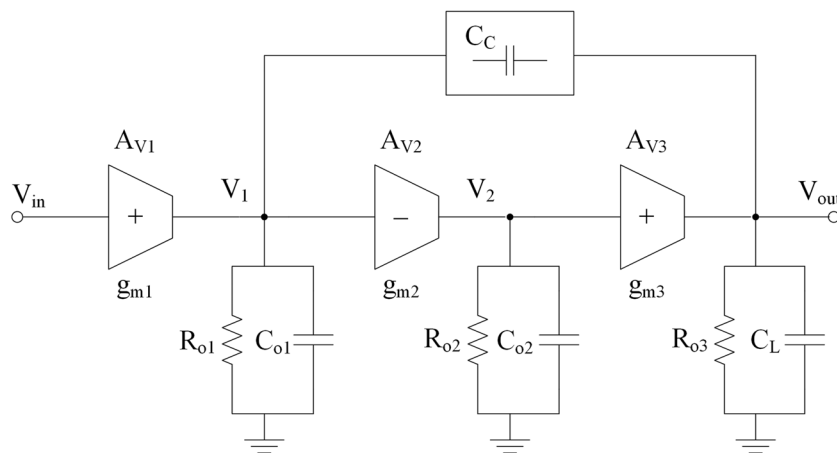 C_C
A_V1 A_V2 A_V3
V_in V_1 V_2 V_out
+ − +
g_m1 g_m2 g_m3
R_o1 C_o1 R_o2 C_o2 R_o3 C_L